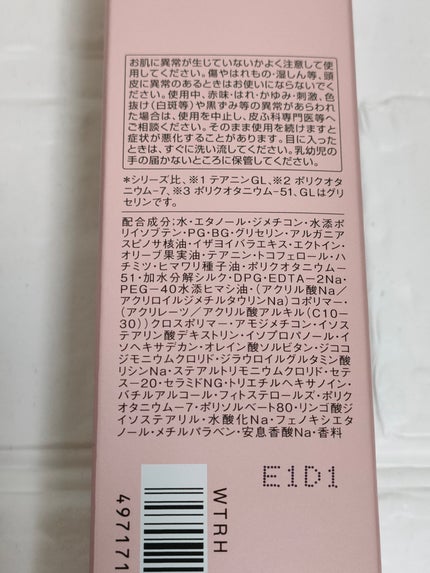 お肌に異常が生じていないかよく注意して使
用してください。傷やはれもの・湿しん等、頭
皮に異常のあるときはお使いにならないでく
ださい。使用中、赤味・はれ・かゆみ・刺激、色
抜け(白斑等)や黒ずみ等の異常があらわれ
た場合は、使用を中止し、皮ふ科専門医等へ
ご相談ください。そのまま使用を続けますと
症状が悪化することがあります。目に入った
ときは、すぐに洗い流してください。乳幼児の
手の届かないところに保管してください。
*シリーズ比、※1 テアニンGL、※2 ポリクオタ
ニウム-7、※3 ポリクオタニウム-51、GLはグリ
セリンです。
配合成分:水・エタノール・ジメチコン・水添ポ
リイソブテン・PG・BG・グリセリン・アルガニア
スピノサ核油・イザヨイバラエキス・エクトイン・
オリーブ果実油・テアニン・トコフェロール・ハ
チミツ・ヒマワリ種子油・ポリクオタニウム-
51・加水分解シルク・DPG・EDTA-2Na・
PEG-40水添ヒマシ油・(アクリル酸Na/
アクリロイルジメチルタウリンNa)コポリマー・
(アクリレーツ/アクリル酸アルキル(C10-
30))クロスポリマー・アモジメチコン・イソス
テアリン酸デキストリン・イソプロパノール・イ
ソヘキサデカン・オレイン酸ソルビタン・ジココ
ジモニウムクロリド・ジラウロイルグルタミン酸
リシンNa・ステアルトリモニウムクロリド・セテ
ス-20・セラミドNG・トリエチルヘキサノイン・
バチルアルコール・フィトステロールズ・ポリク
オタニウム-7・ポリソルベート80・リンゴ酸ジ
イソステアリル・水酸化Na・フェノキシエタ
ノール・メチルパラベン・安息香酸Na・香料
E1D1
WTRH
497171